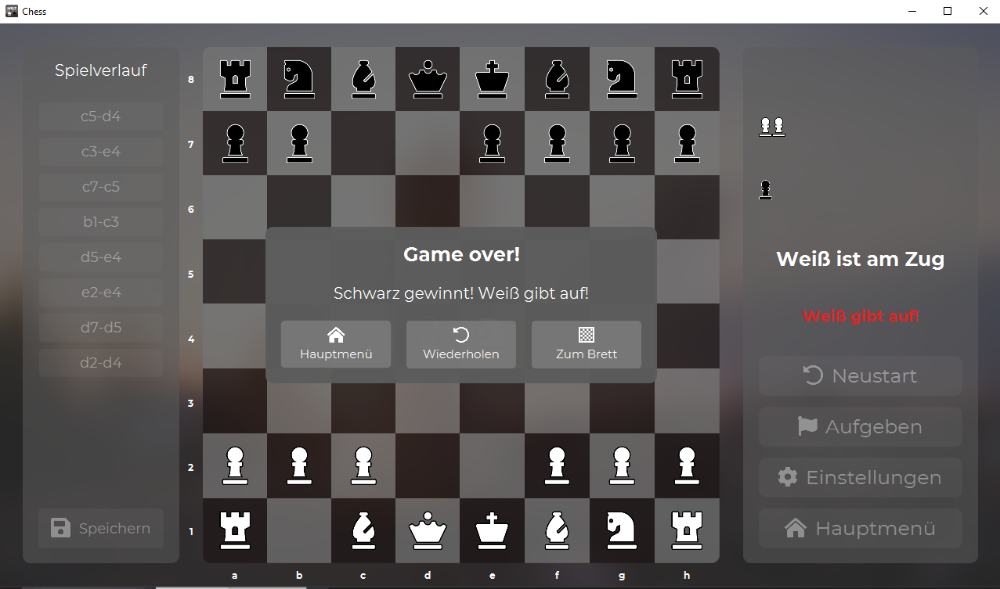 Chess
Spielverlauf
c5-d4
c3-e4
c7-c5
b1-c3
d5-e4
e2-e4
d7-d5
d2-d4
Speichern
8
7
6
5
4
3
2
1
a b c d e f g h
Game over!
Schwarz gewinnt! Weiß gibt auf!
Hauptmenü Wiederholen Zum Brett
Weiß ist am Zug
Weiß gibt auf!
Neustart
Aufgeben
Einstellungen
Hauptmenü